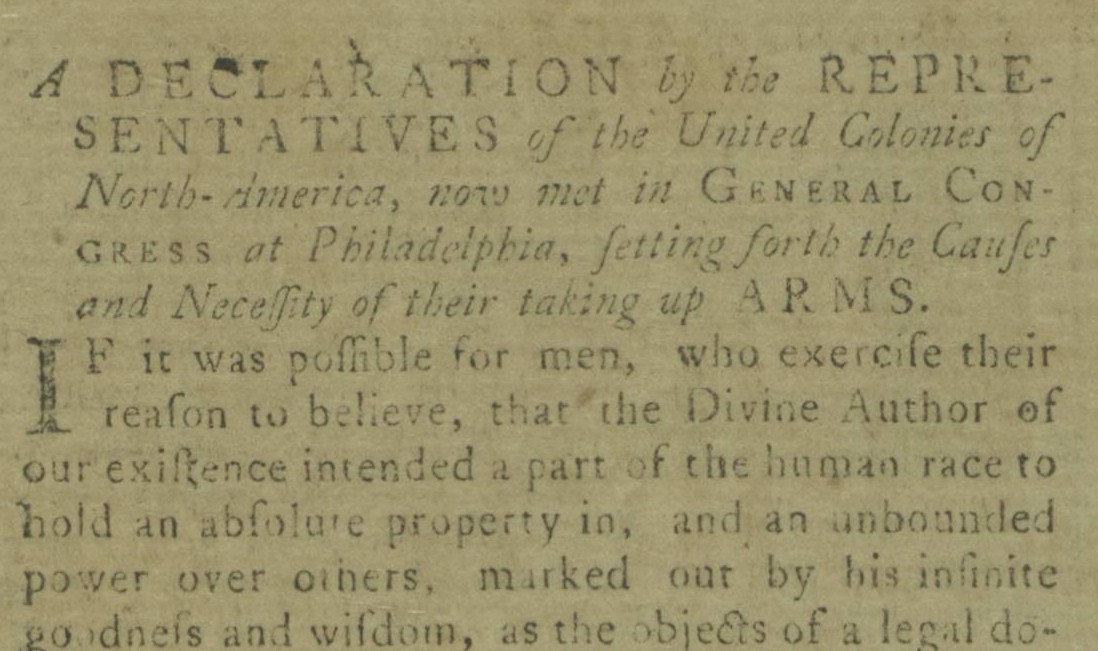 A DECLARATION by the REPRE-
SENTATIVES of the United Colonies of
North-America, now met in GENERAL CON-
GRESS at Philadelphia, ſetting forth the Cauſes
and Neceſſity of their taking up ARMS.
IF it was poſſible for men, who exerciſe their
reaſon to believe, that the Divine Author of
our exiſtence intended a part of the human race to
hold an abſolute property in, and an unbounded
power over others, marked out by his infinite
goodneſs and wiſdom, as the objects of a legal do-